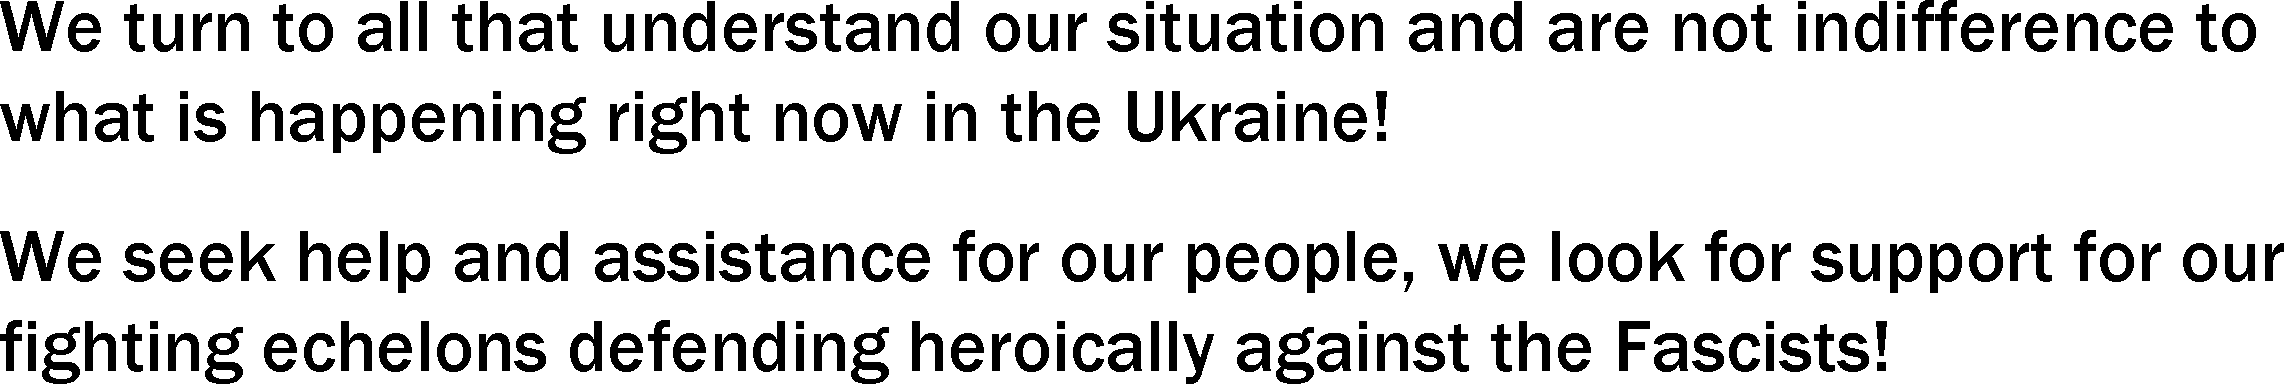 We turn to all that understand our situation and are not indifference to
what is happening right now in the Ukraine!
We seek help and assistance for our people, we look for support for our
fighting echelons defending heroically against the Fascists!